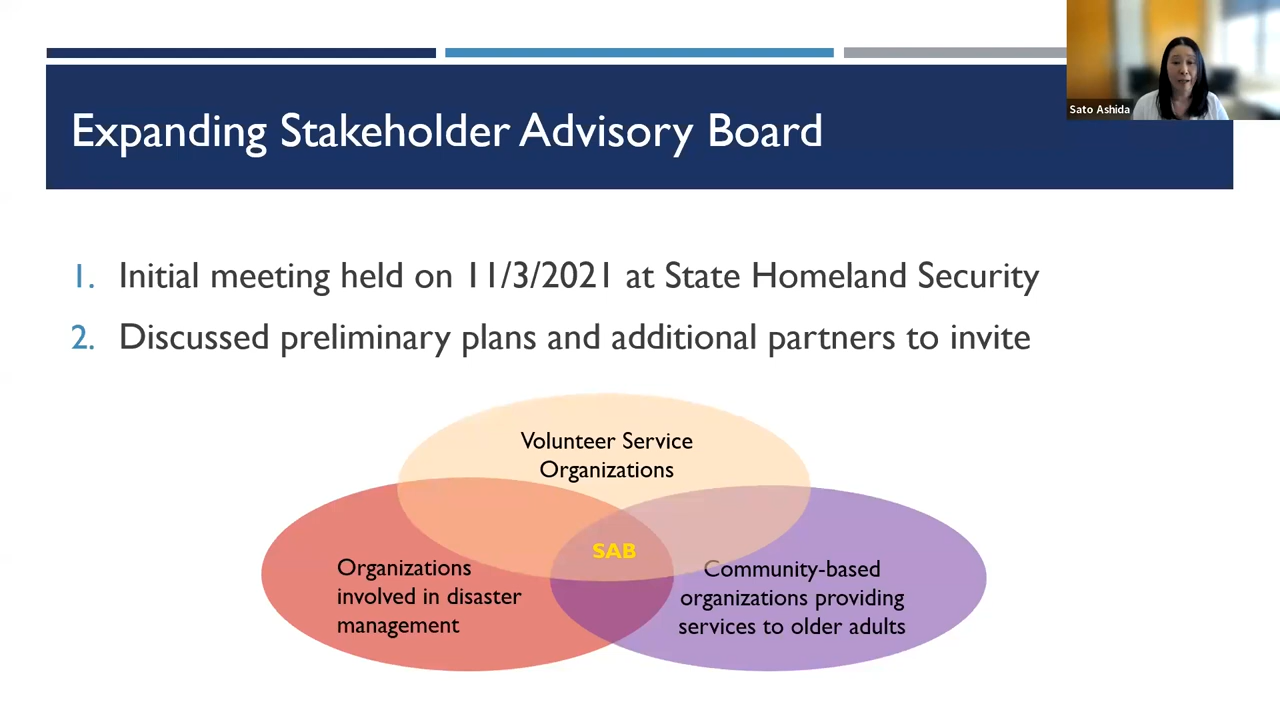 Sato Ashida
Expanding Stakeholder Advisory Board
1. Initial meeting held on 11/3/2021 at State Homeland Security
2. Discussed preliminary plans and additional partners to invite
Volunteer Service
Organizations
SAB
Organizations
involved in disaster
management
Community-based
organizations providing
services to older adults